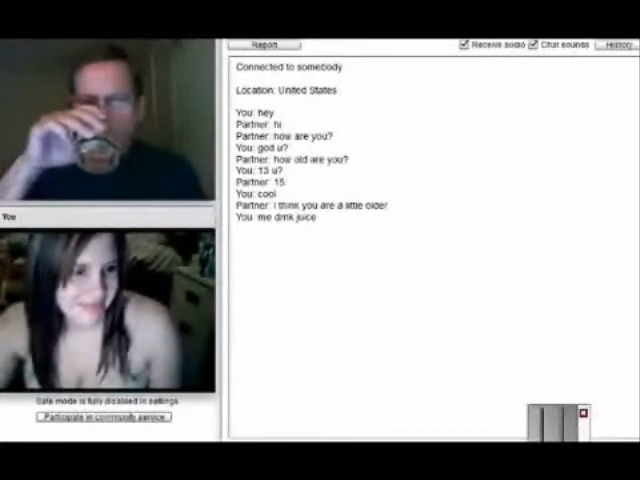 Report
Receive audio
Chat sounds
History
Connected to somebody
Location: United States
You: hey
Partner: hi
Partner: how are you?
You: god u?
Partner: how old are you?
You: 13 u?
Partner: 15
You: cool
Partner: i think you are a little older
You: me drnk juice
You
Safe mode is fully disabled in settings
Participate in community service